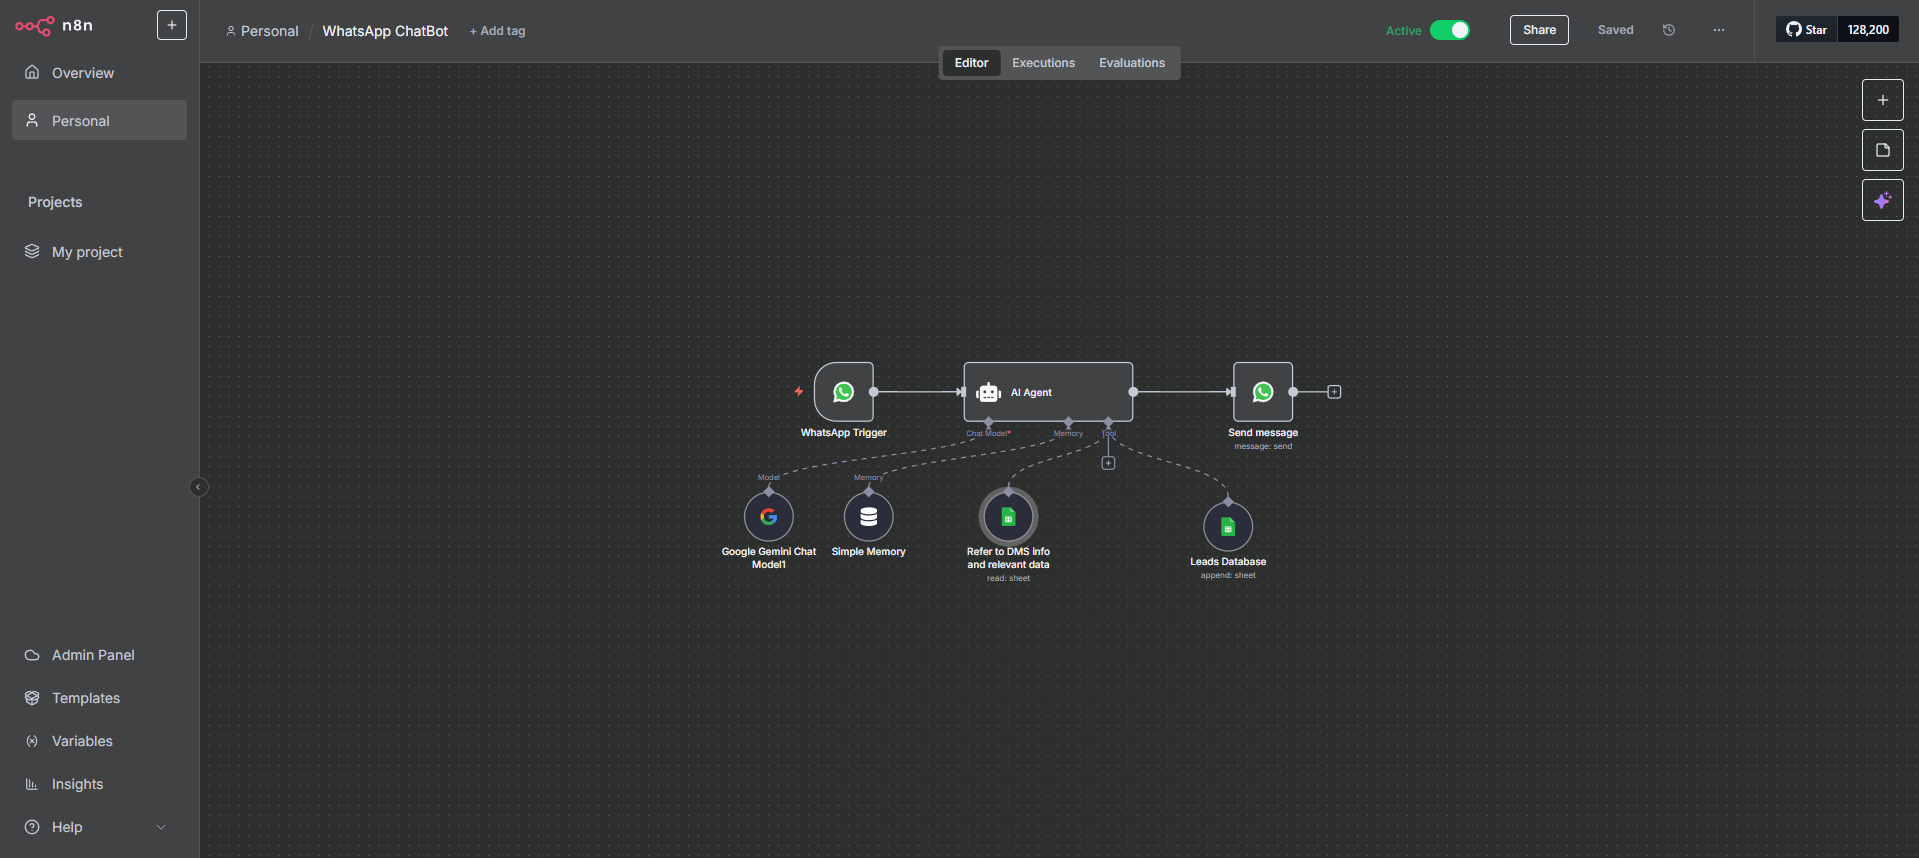 n8n
+
Personal / WhatsApp ChatBot + Add tag
Active
Share
Saved
...
Star 128,200
Editor Executions Evaluations
Overview
Personal
Projects
My project
Admin Panel
Templates
Variables
Insights
Help
WhatsApp Trigger
AI Agent
Chat Model*
Memory
Tool
Send message
message: send
Model
Memory
Google Gemini Chat
Model1
Simple Memory
Refer to DMS info
and relevant data
read: sheet
Leads Database
append: sheet